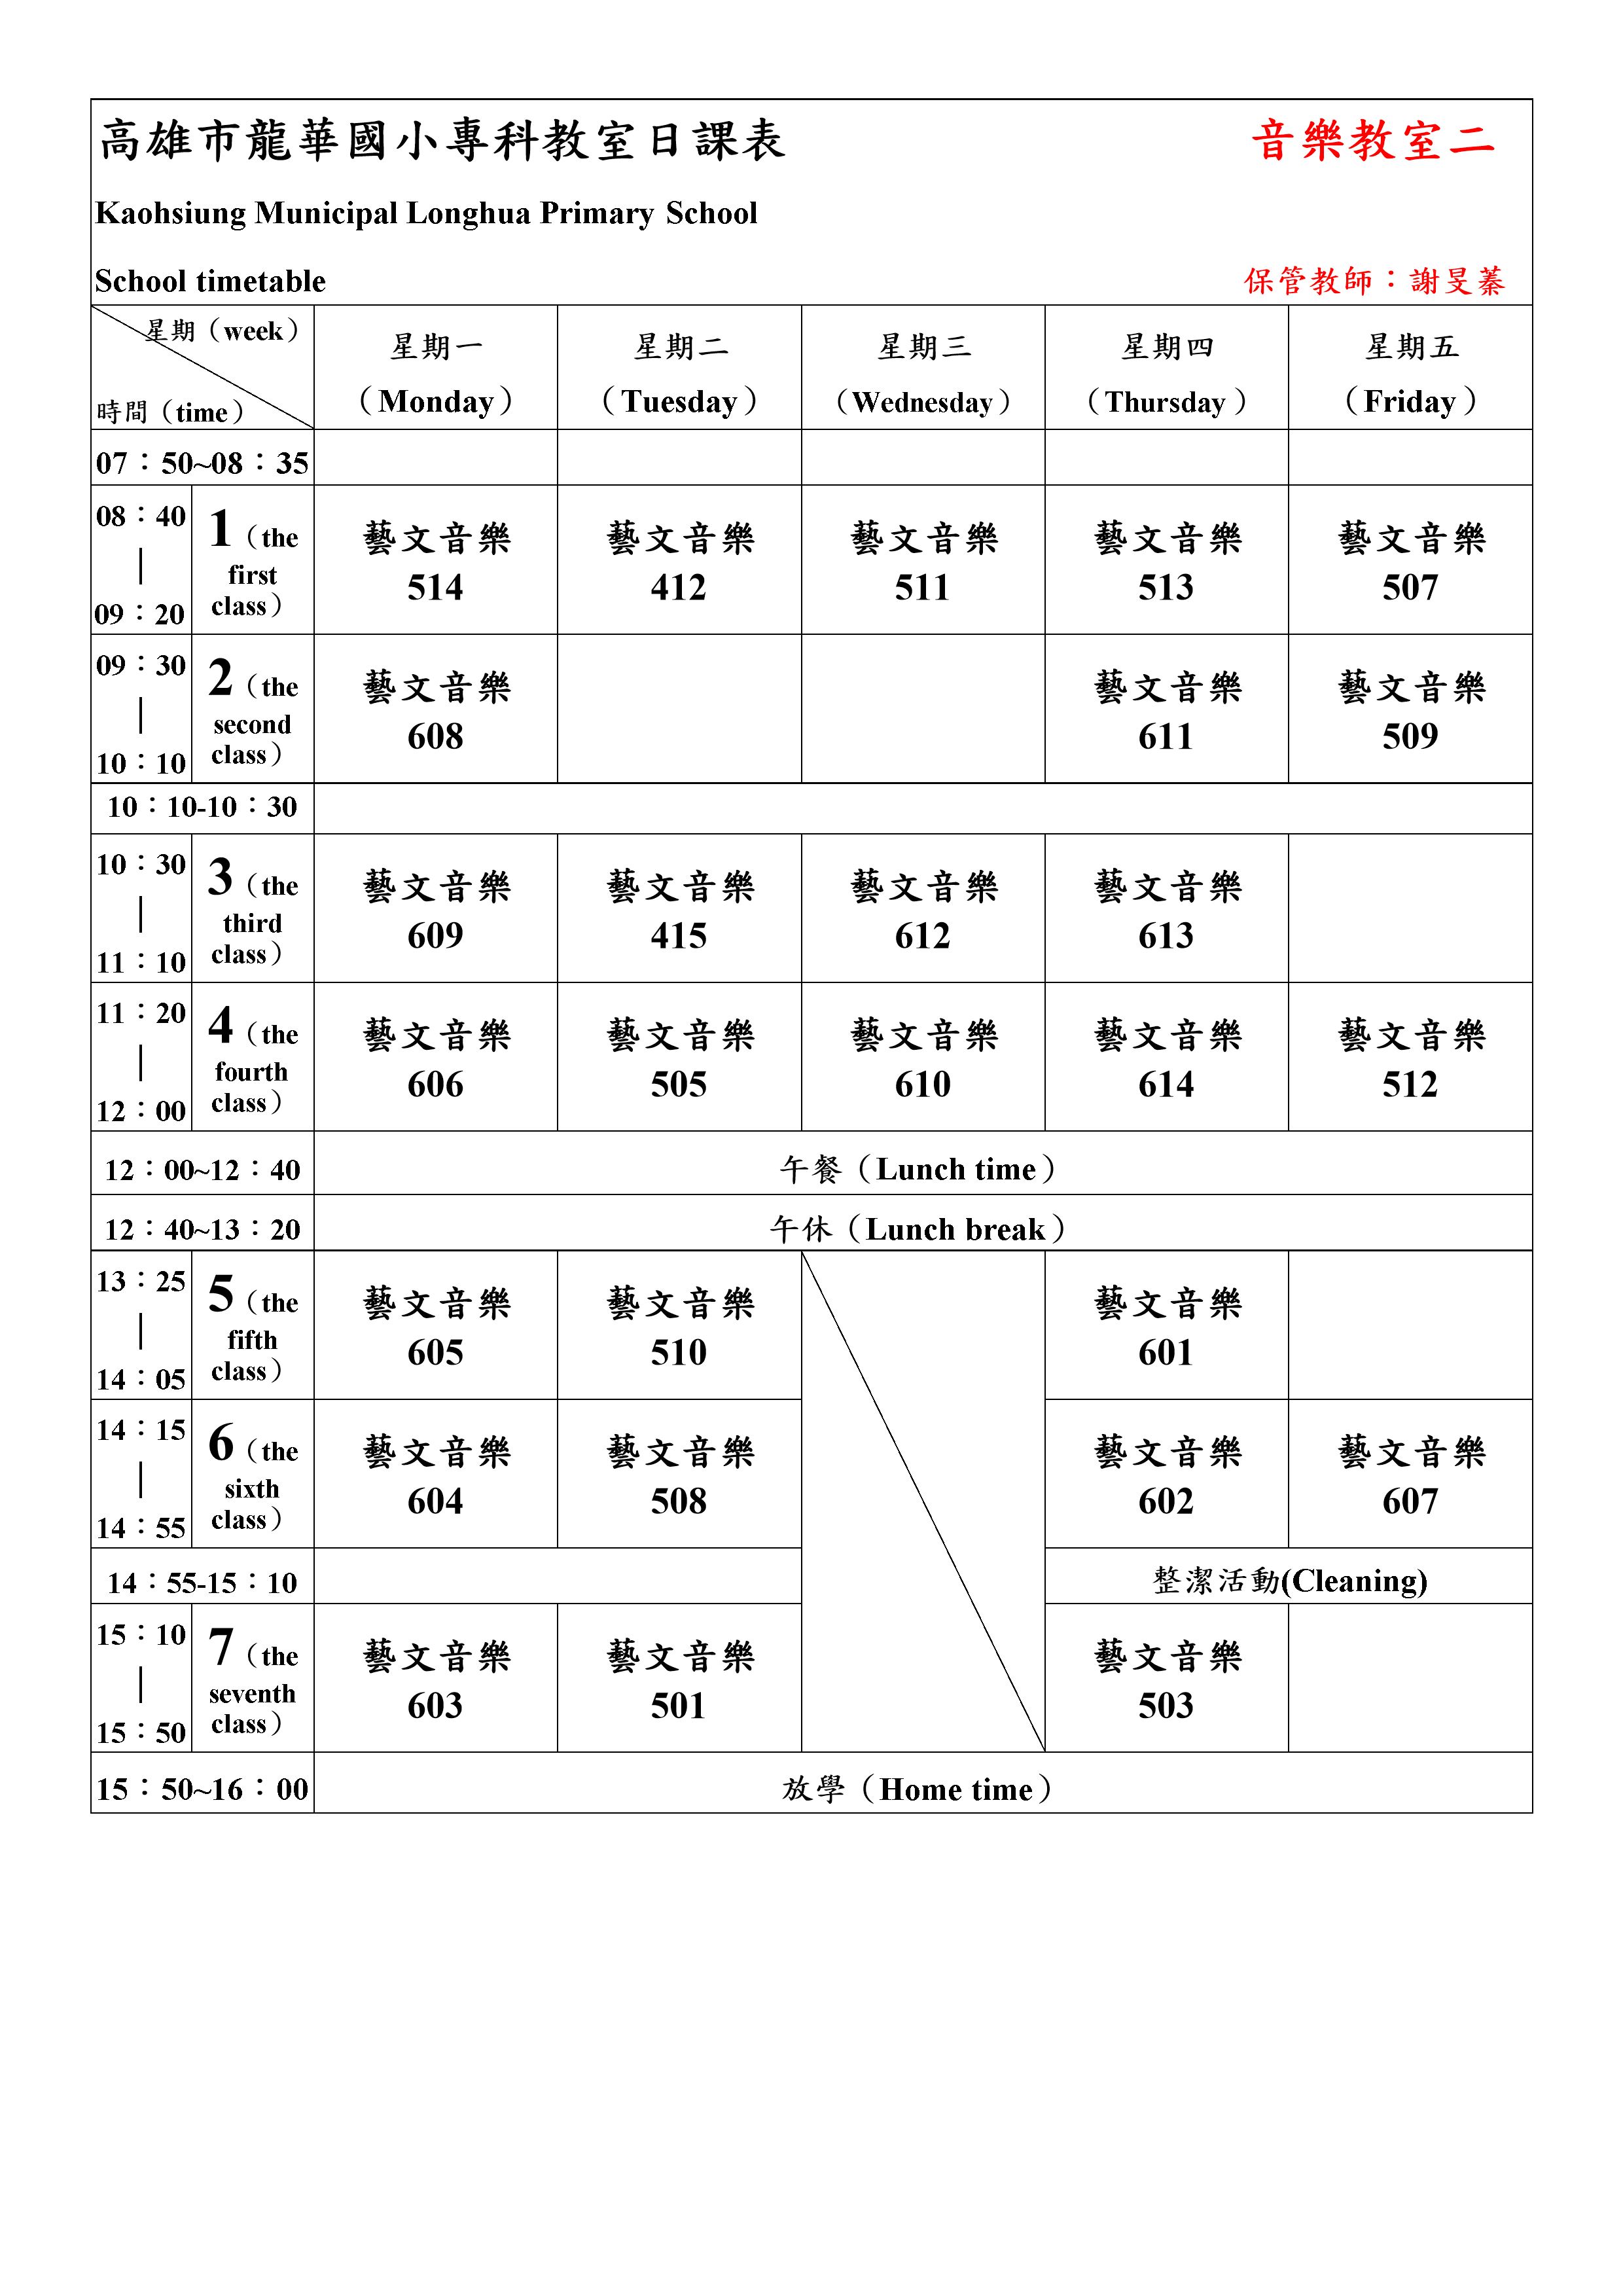 高雄市龍華國小專科教室日課表 音樂教室二
Kaohsiung Municipal Longhua Primary School
School timetable 保管教師：謝旻蓁
星期（week） 星期一 星期二 星期三 星期四 星期五
時間（time） （Monday） （Tuesday） （Wednesday） （Thursday） （Friday）
07：50~08：35
08：40 | 09：20 1（the first class） 藝文音樂 514 藝文音樂 412 藝文音樂 511 藝文音樂 513 藝文音樂 507
09：30 | 10：10 2（the second class） 藝文音樂 608 藝文音樂 611 藝文音樂 509
10：10-10：30
10：30 | 11：10 3（the third class） 藝文音樂 609 藝文音樂 415 藝文音樂 612 藝文音樂 613
11：20 | 12：00 4（the fourth class） 藝文音樂 606 藝文音樂 505 藝文音樂 610 藝文音樂 614 藝文音樂 512
12：00~12：40 午餐（Lunch time）
12：40~13：20 午休（Lunch break）
13：25 | 14：05 5（the fifth class） 藝文音樂 605 藝文音樂 510 藝文音樂 601
14：15 | 14：55 6（the sixth class） 藝文音樂 604 藝文音樂 508 藝文音樂 602 藝文音樂 607
14：55-15：10 整潔活動(Cleaning)
15：10 | 15：50 7（the seventh class） 藝文音樂 603 藝文音樂 501 藝文音樂 503
15：50~16：00 放學（Home time）